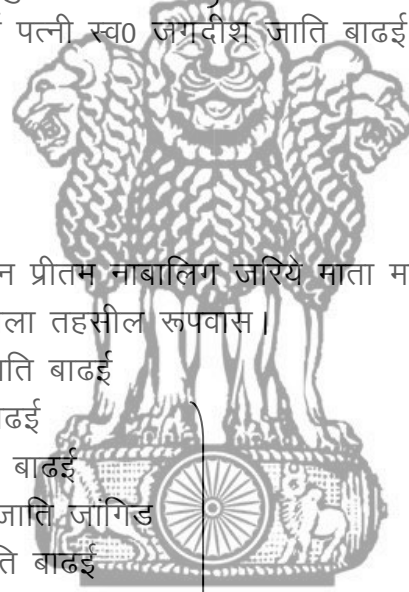 पत्नी स्व0 जगदीश जाति बाढई
न प्रीतम नाबालिग जरिये माता म
ला तहसील रूपवास।
ाति बाढई
ढई
बाढई
जाति जांगिड
ति बाढई